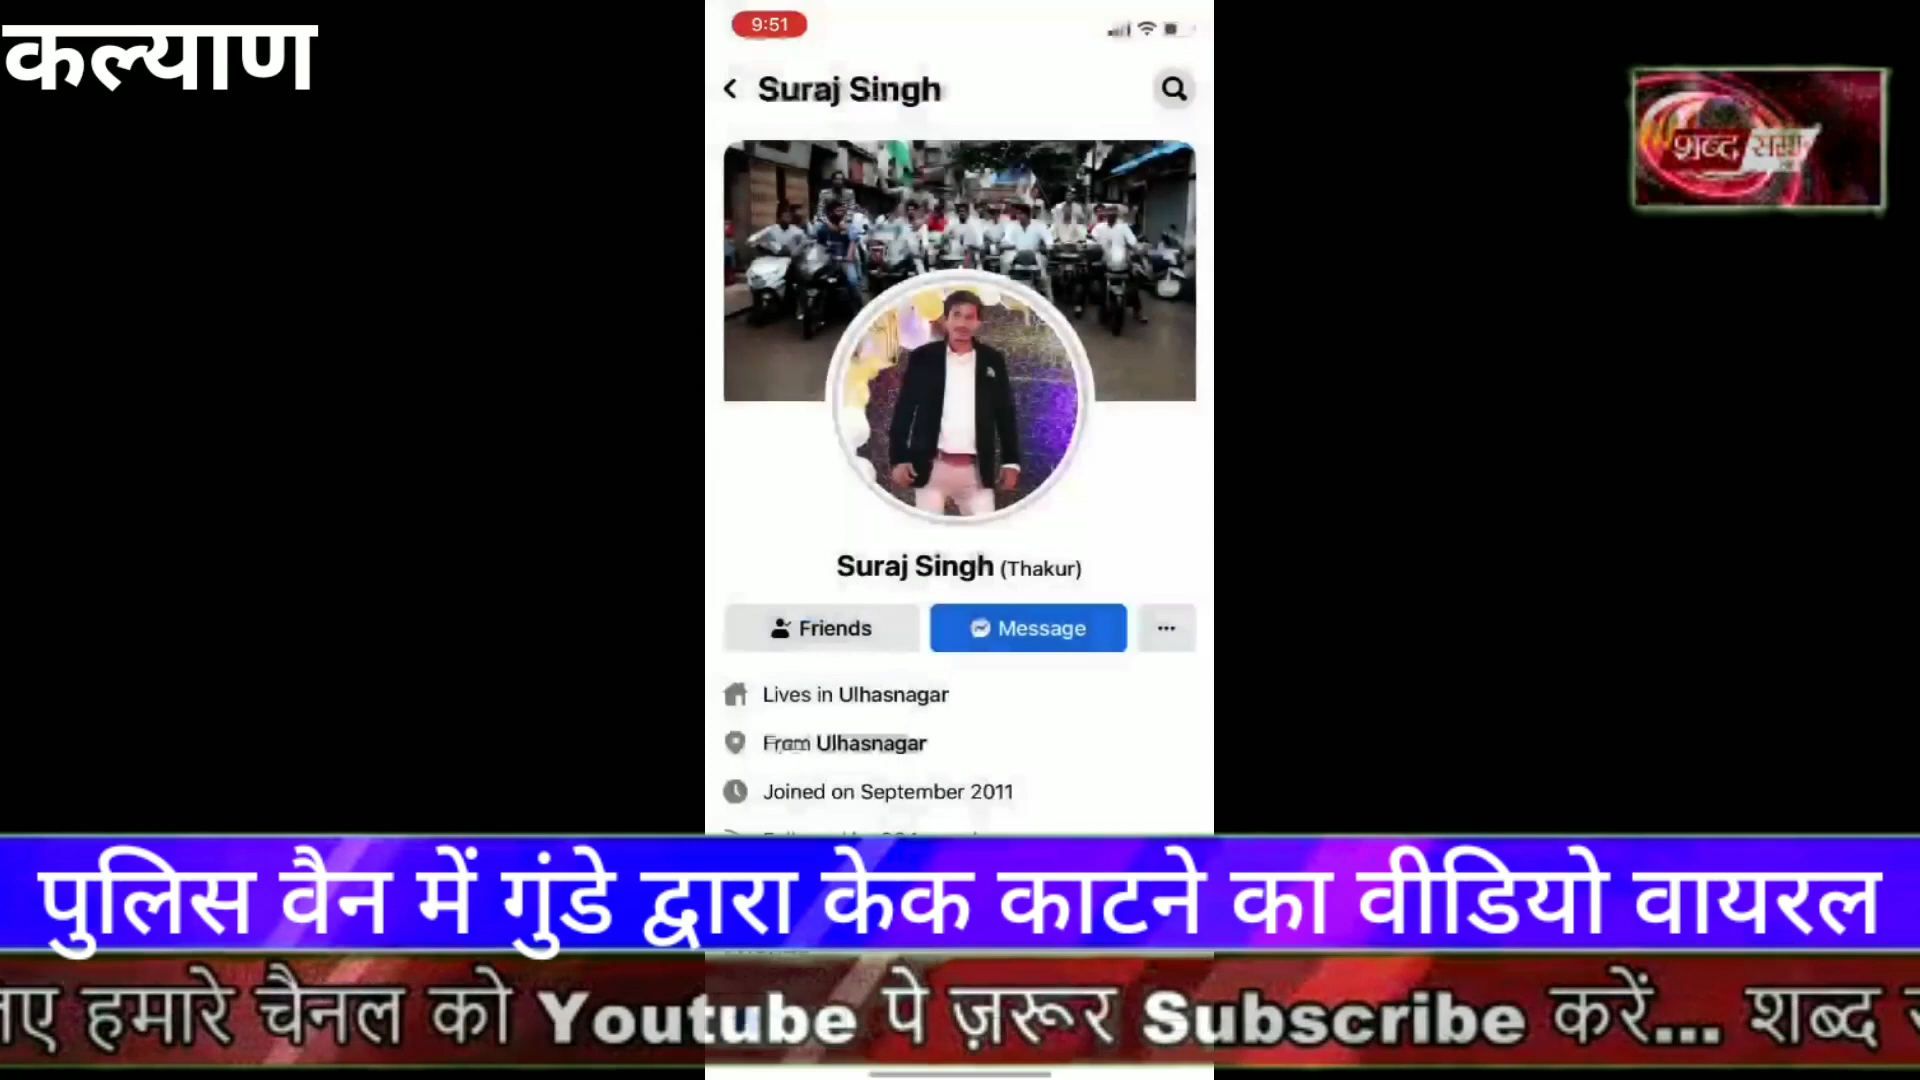 कल्याण
9:51
Suraj Singh
शब्द
Suraj Singh (Thakur)
Friends
Message
Lives in Ulhasnagar
From Ulhasnagar
Joined on September 2011
पुलिस वैन में गुंडे द्वारा केक काटने का वीडियो वायरल
हमारे चैनल को Youtube पे ज़रूर Subscribe करें... शब्द